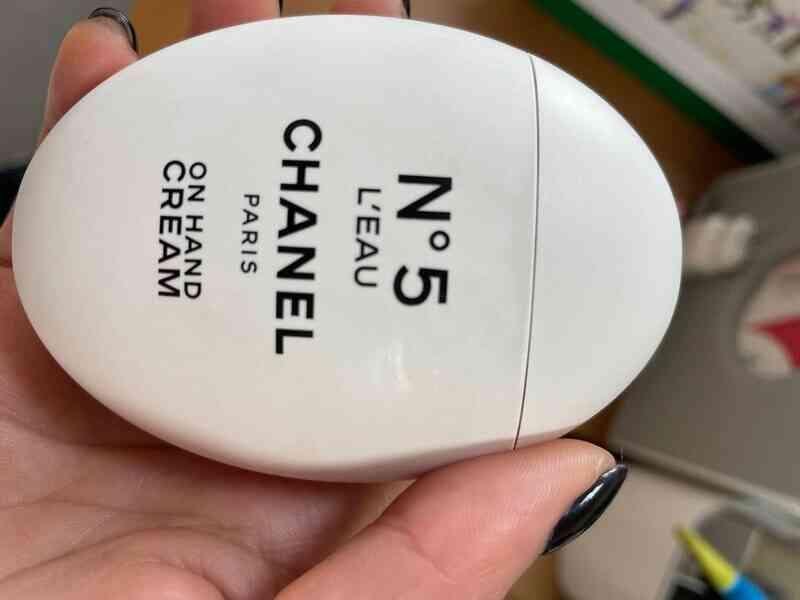 N°5
L'EAU
CHANEL
PARIS
ON HAND
CREAM